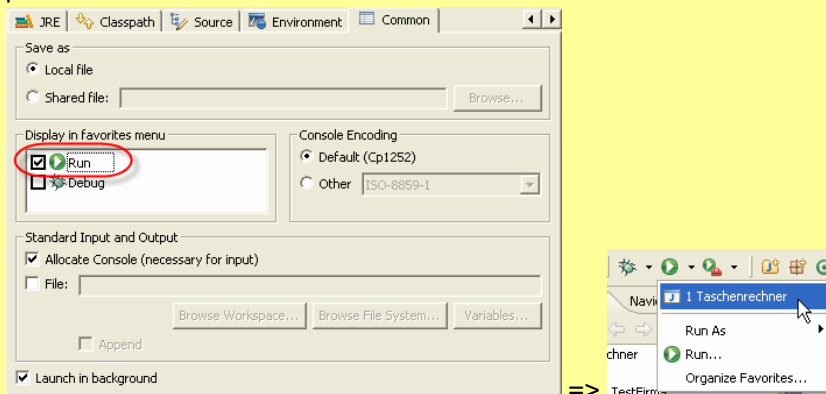 JRE Classpath Source Environment Common
Save as
Local file
Shared file: Browse...
Display in favorites menu
Run
Debug
Console Encoding
Default (Cp1252)
Other ISO-8859-1
Standard Input and Output
Allocate Console (necessary for input)
File:
Browse Workspace... Browse File System... Variables...
Append
Launch in background
=>
Navi
1 Taschenrechner
Run As
chner
Run...
Organize Favorites...
TestFirma